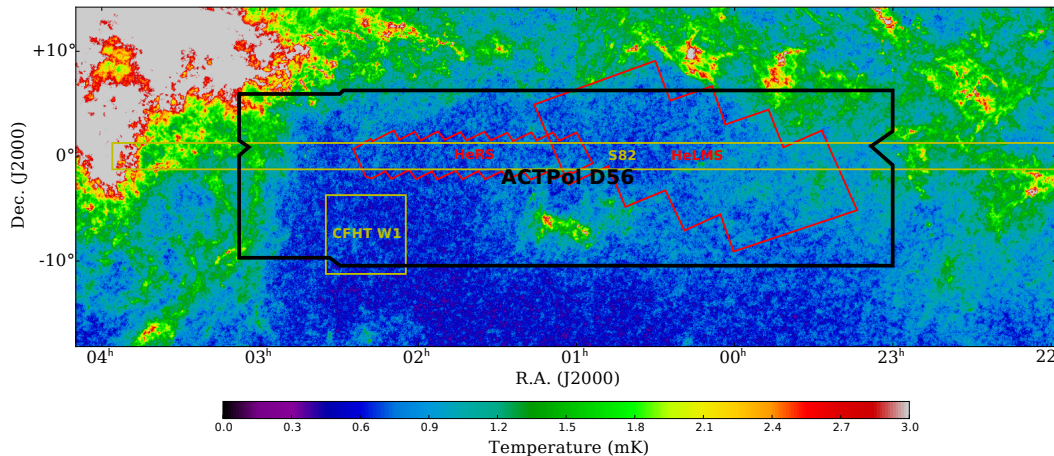 +10°
0°
-10°
Dec. (J2000)
HeRS
S82
HeLMS
ACTPol D56
CFHT W1
04h 03h 02h 01h 00h 23h 22
R.A. (J2000)
0.0 0.3 0.6 0.9 1.2 1.5 1.8 2.1 2.4 2.7 3.0
Temperature (mK)